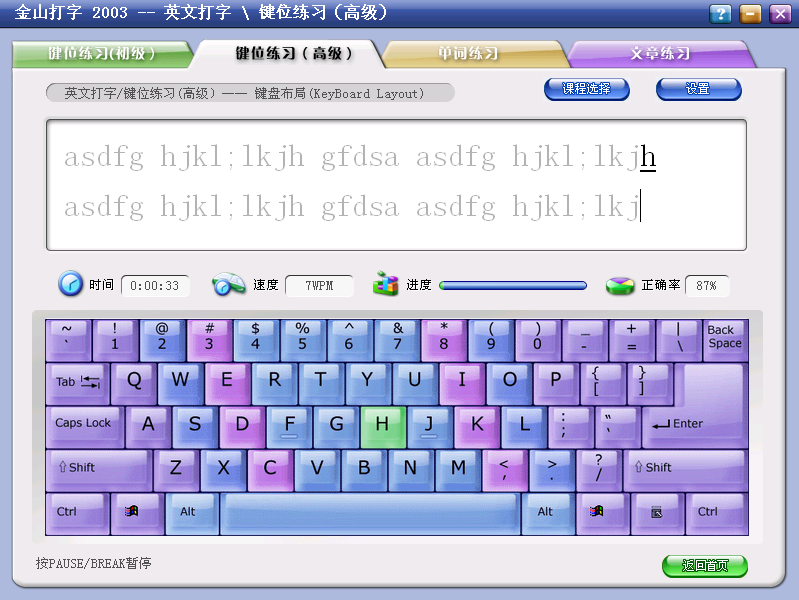 金山打字 2003 -- 英文打字 \ 键位练习（高级）
键位练习(初级） 键位练习（高级） 单词练习 文章练习
英文打字/键位练习(高级）—— 键盘布局(KeyBoard Layout) 课程选择 设置
asdfg hjkl;lkjh gfdsa asdfg hjkl;lkjh
asdfg hjkl;lkjh gfdsa asdfg hjkl;lkj
时间 0:00:33 速度 7WPM 进度 正确率 87%
~ ! @ # $ % ^ & * ( ) _ + | Back
` 1 2 3 4 5 6 7 8 9 0 - = \ Space
Tab Q W E R T Y U I O P { [ } ]
Caps Lock A S D F G H J K L : ; " ' Enter
Shift Z X C V B N M < , > . ? / Shift
Ctrl Alt Alt Ctrl
按PAUSE/BREAK暂停 返回首页